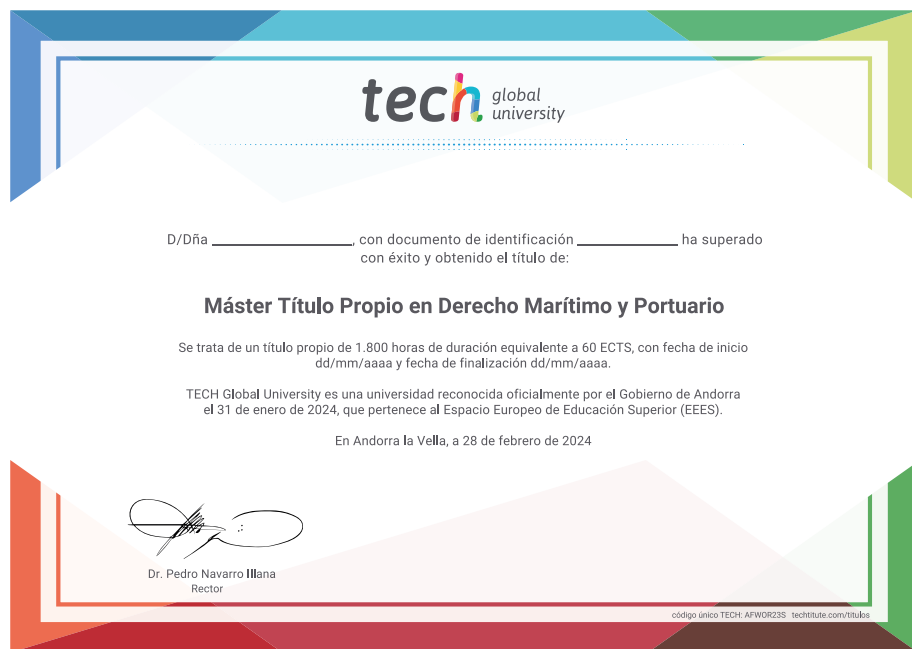 tech global university
D/Dña ____________________, con documento de identificación ______________ ha superado
con éxito y obtenido el título de:
Máster Título Propio en Derecho Marítimo y Portuario
Se trata de un título propio de 1.800 horas de duración equivalente a 60 ECTS, con fecha de inicio
dd/mm/aaaa y fecha de finalización dd/mm/aaaa.
TECH Global University es una universidad reconocida oficialmente por el Gobierno de Andorra
el 31 de enero de 2024, que pertenece al Espacio Europeo de Educación Superior (EEES).
En Andorra la Vella, a 28 de febrero de 2024
Dr. Pedro Navarro Illana
Rector
código único TECH: AFWOR23S techtitute.com/titulos